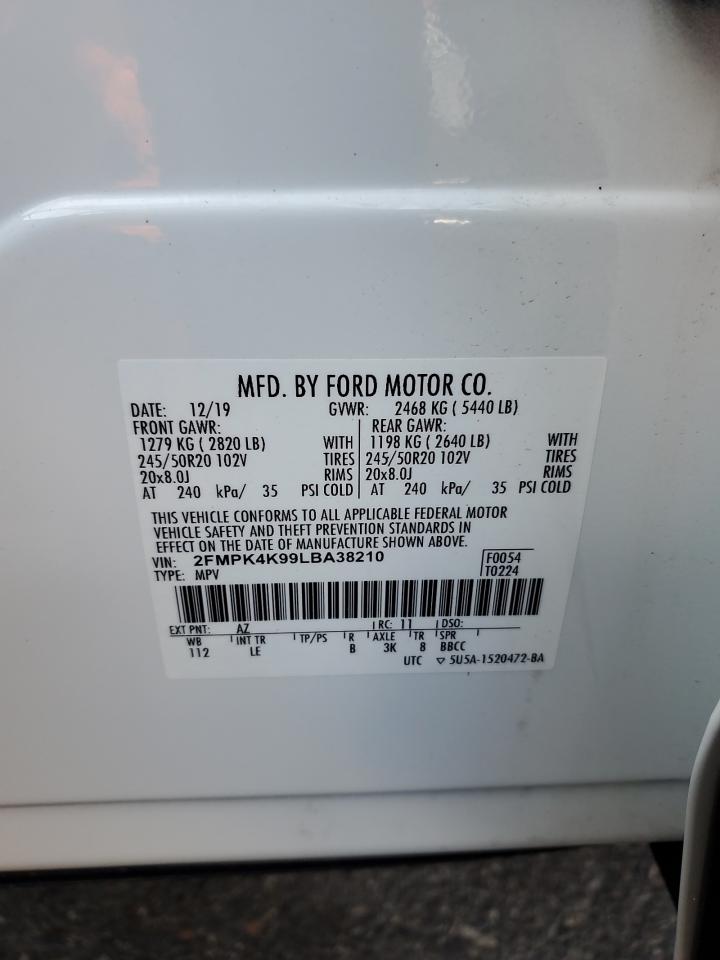 MFD. BY FORD MOTOR CO.
DATE: 12/19 GVWR: 2468 KG ( 5440 LB)
FRONT GAWR: REAR GAWR:
1279 KG ( 2820 LB) WITH 1198 KG ( 2640 LB) WITH
245/50R20 102V TIRES 245/50R20 102V TIRES
20x8.0J RIMS 20x8.0J RIMS
AT 240 kPa/ 35 PSI COLD AT 240 kPa/ 35 PSI COLD
THIS VEHICLE CONFORMS TO ALL APPLICABLE FEDERAL MOTOR
VEHICLE SAFETY AND THEFT PREVENTION STANDARDS IN
EFFECT ON THE DATE OF MANUFACTURE SHOWN ABOVE.
VIN: 2FMPK4K99LBA38210 F0054
TYPE: MPV T0224
EXT PNT: AZ RC: 11 DSO:
WB INT TR TP/PS R AXLE TR SPR
112 LE B 3K 8 BBCC
UTC ▽ 5U5A-1520472-BA